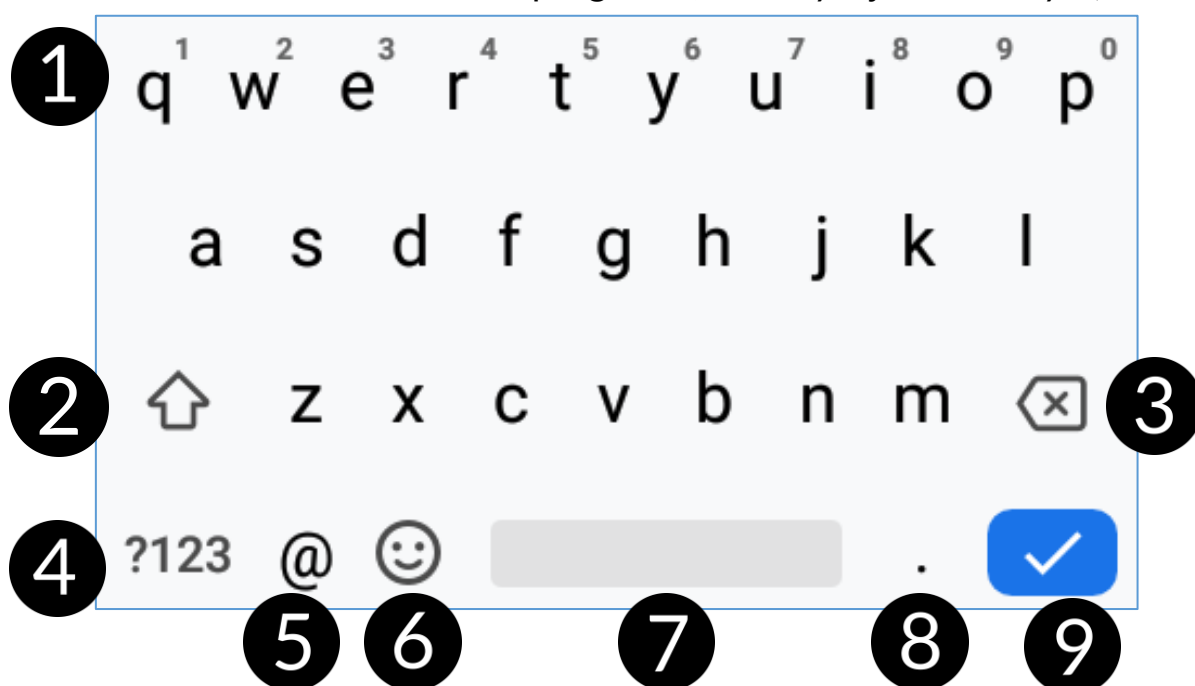 1 q 1 w 2 e 3 r 4 t 5 y 6 u 7 i 8 o 9 p 0
a s d f g h j k l
2 z x c v b n m 3
4 ?123 @ .
5 6 7 8 9